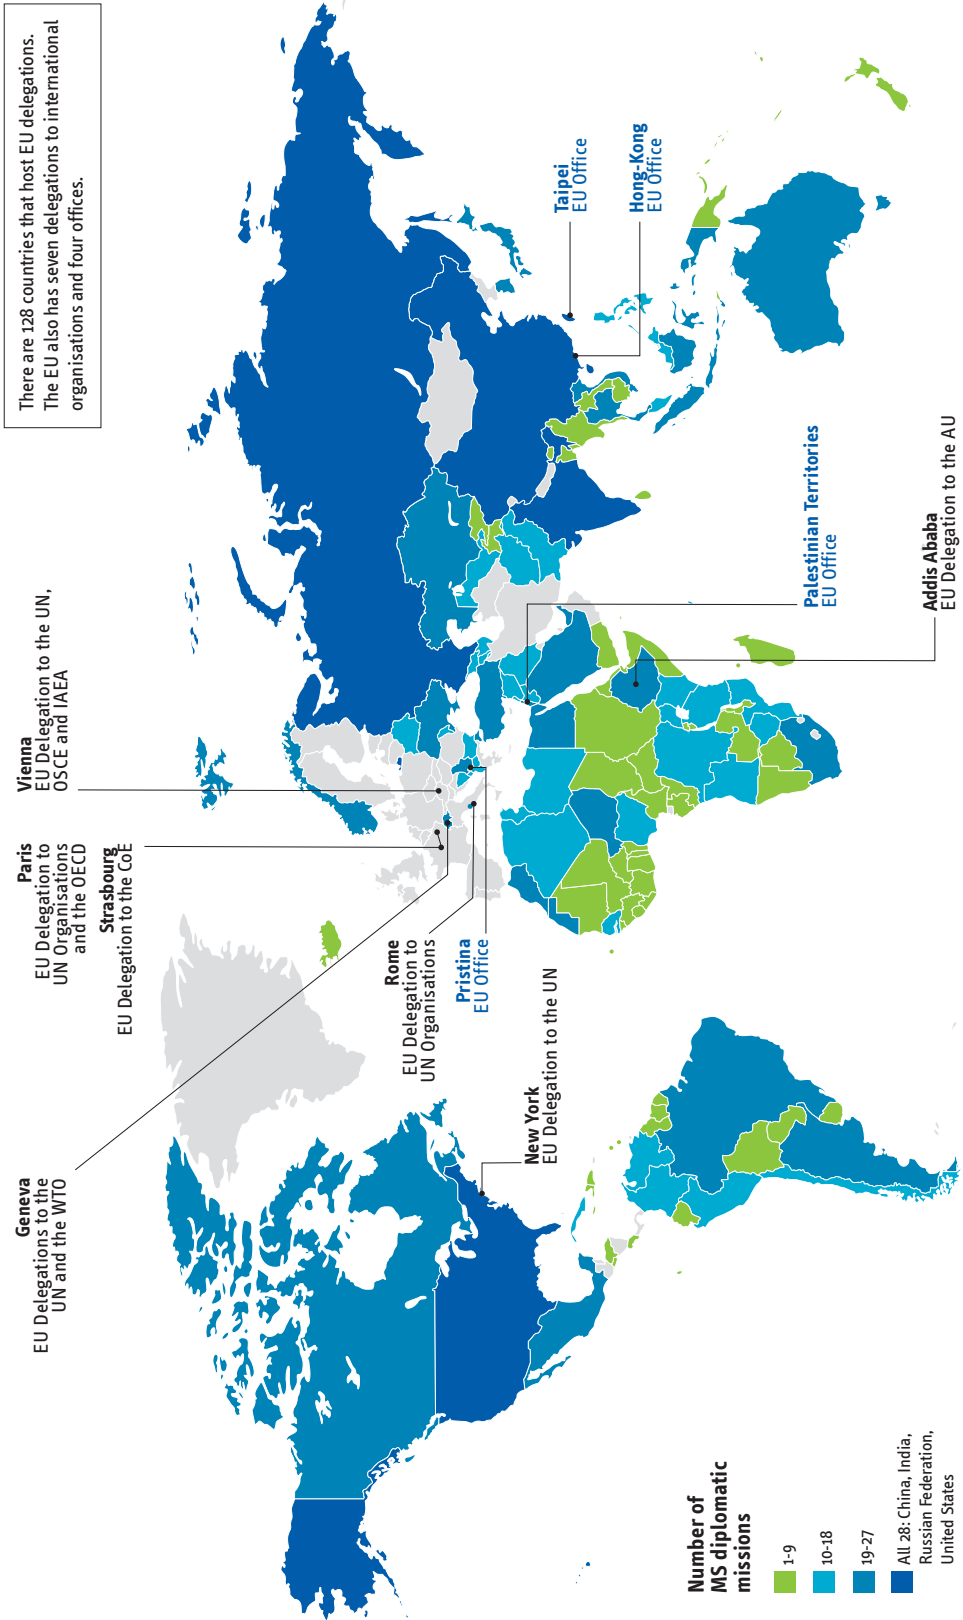 There are 128 countries that host EU delegations.
The EU also has seven delegations to international
organisations and four offices.
Vienna
EU Delegation to the UN,
OSCE and IAEA
Paris
EU Delegation to
UN Organisations
and the OECD
Strasbourg
EU Delegation to the CoE
Geneva
EU Delegations to the
UN and the WTO
Rome
EU Delegation to
UN Organisations
Pristina
EU Office
New York
EU Delegation to the UN
Taipei
EU Office
Hong-Kong
EU Office
Palestinian Territories
EU Office
Addis Ababa
EU Delegation to the AU
Number of
MS diplomatic
missions
1-9
10-18
19-27
All 28: China, India,
Russian Federation,
United States